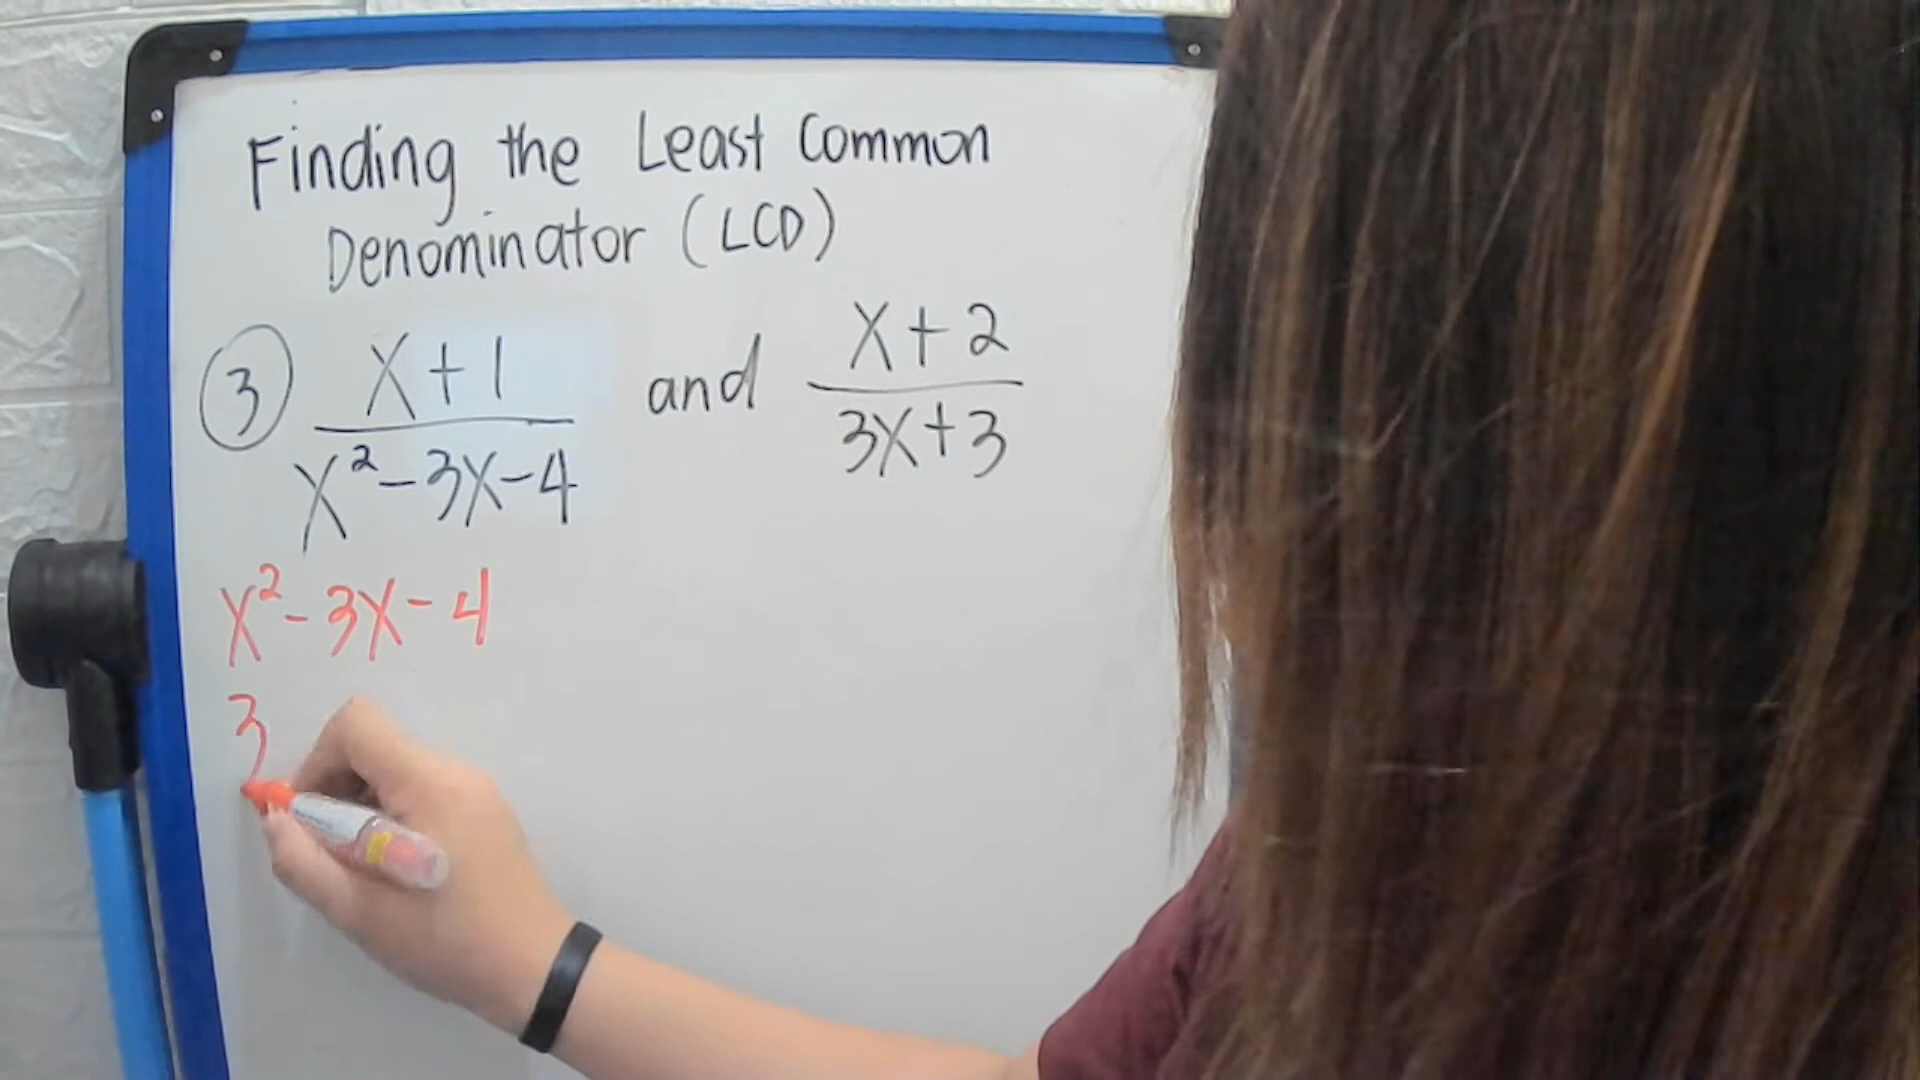 Finding the Least Common
Denominator (LCD)
③ x+1 and x+2
x²-3x-4 3x+3
x²-3x-4
3